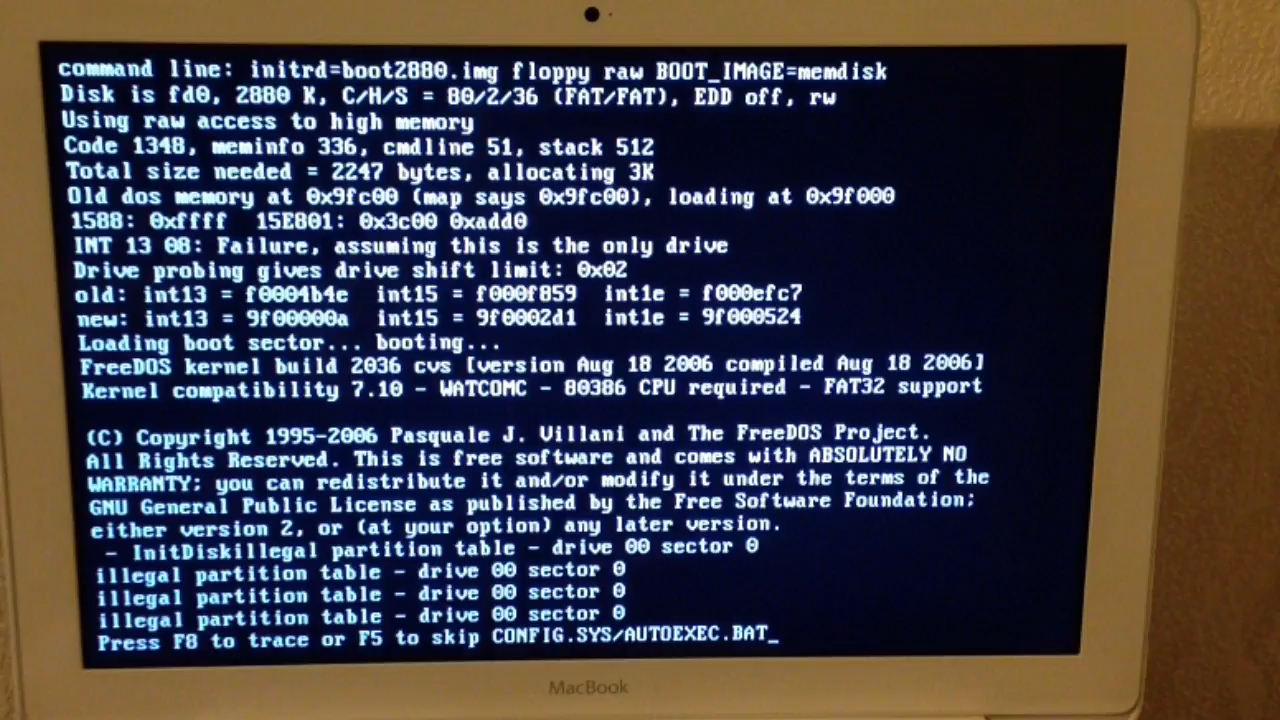 command line: initrd=boot2880.img floppy raw BOOT_IMAGE=memdisk
Disk is fd0, 2880 K, C/H/S = 80/2/36 (FAT/FAT), EDD off, rw
Using raw access to high memory
Code 1348, meminfo 336, cmdline 51, stack 512
Total size needed = 2247 bytes, allocating 3K
Old dos memory at 0x9fc00 (map says 0x9fc00), loading at 0x9f000
1588: 0xffff  15E801: 0x3c00 0xadd0
INT 13 08: Failure, assuming this is the only drive
Drive probing gives drive shift limit: 0x02
old: int13 = f0004b4e  int15 = f000f859  int1e = f000efc7
new: int13 = 9f00000a  int15 = 9f0002d1  int1e = 9f000524
Loading boot sector... booting...
FreeDOS kernel build 2036 cvs [version Aug 18 2006 compiled Aug 18 2006]
Kernel compatibility 7.10 - WATCOMC - 80386 CPU required - FAT32 support
(C) Copyright 1995-2006 Pasquale J. Villani and The FreeDOS Project.
All Rights Reserved. This is free software and comes with ABSOLUTELY NO
WARRANTY; you can redistribute it and/or modify it under the terms of the
GNU General Public License as published by the Free Software Foundation;
either version 2, or (at your option) any later version.
- InitDiskillegal partition table - drive 00 sector 0
illegal partition table - drive 00 sector 0
illegal partition table - drive 00 sector 0
illegal partition table - drive 00 sector 0
Press F8 to trace or F5 to skip CONFIG.SYS/AUTOEXEC.BAT_
MacBook